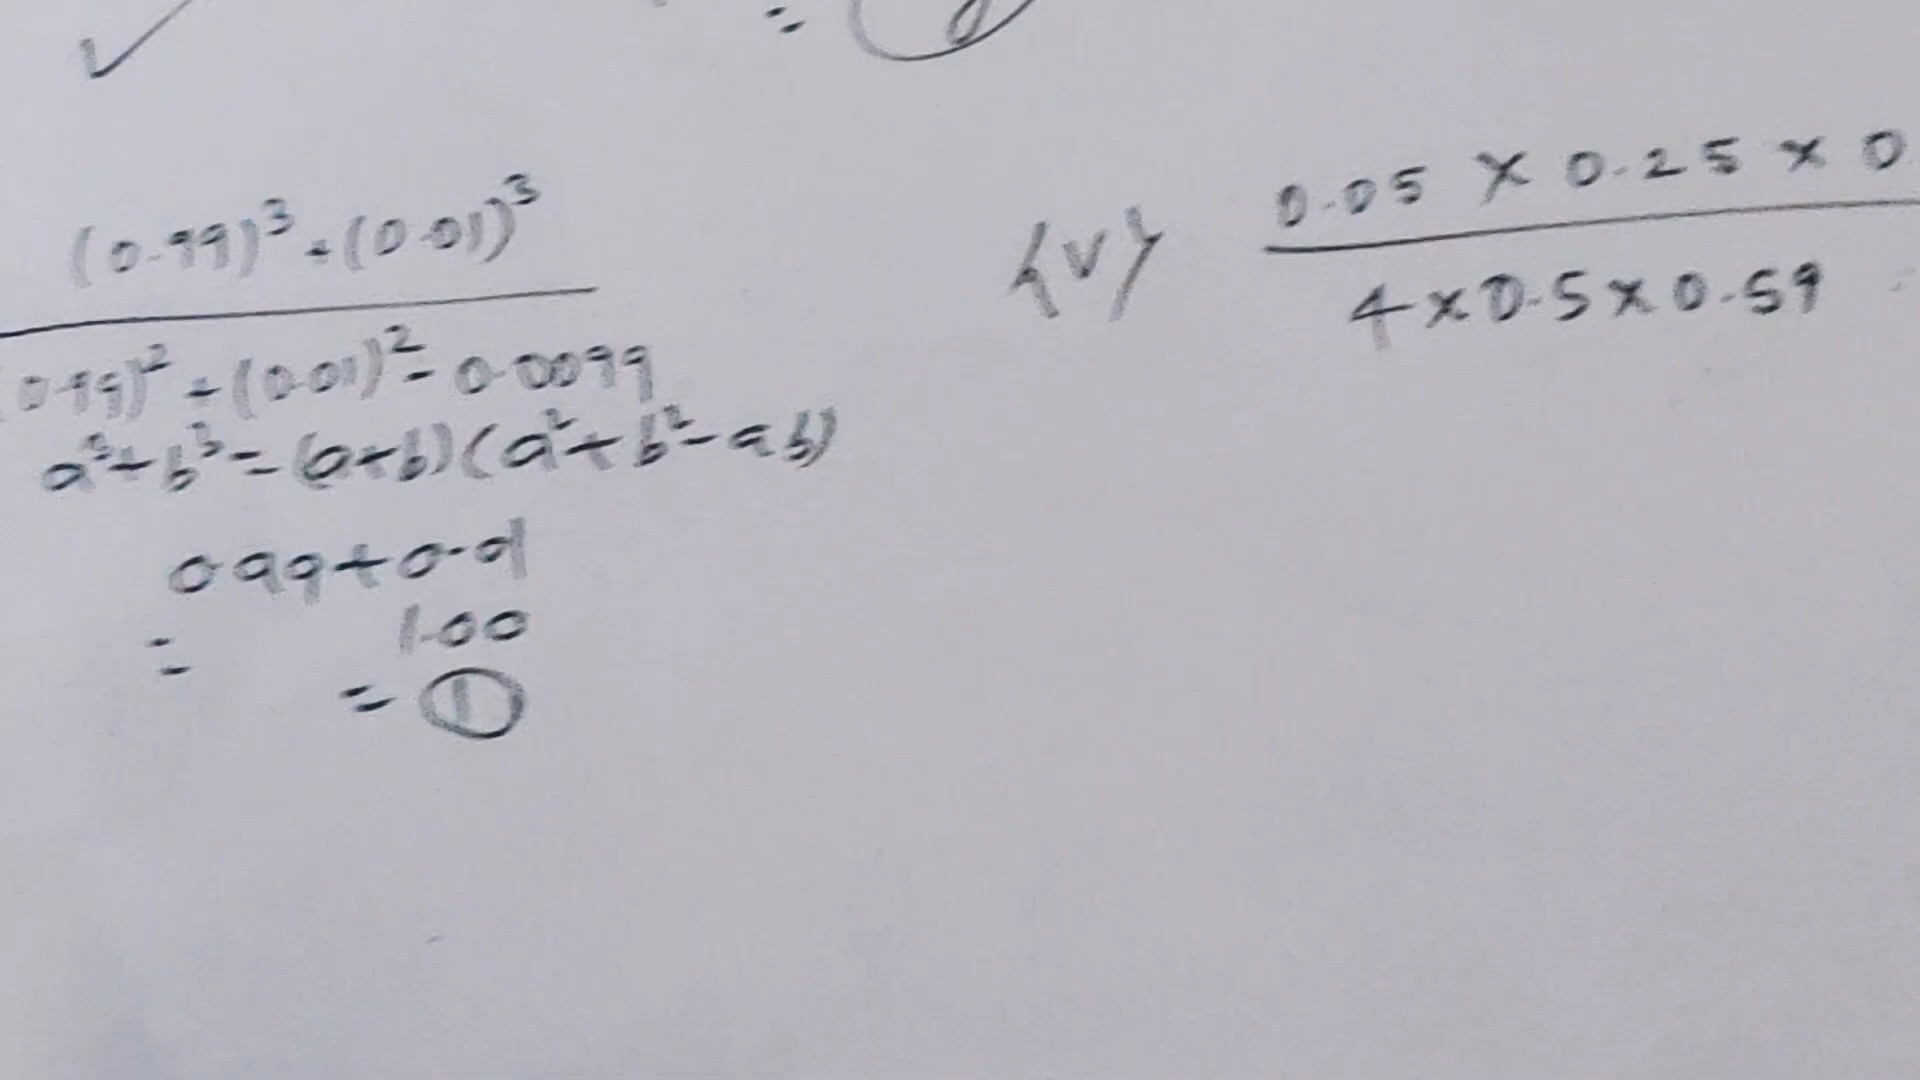 (0.99)³ + (0.01)³
(0.99)² + (0.01)² - 0.0099
a³ + b³ = (a+b)(a² + b² - ab)
0.99 + 0.01
= 1.00
= 1
(v) 0.05 × 0.25 × 0
4 × 0.5 × 0.59